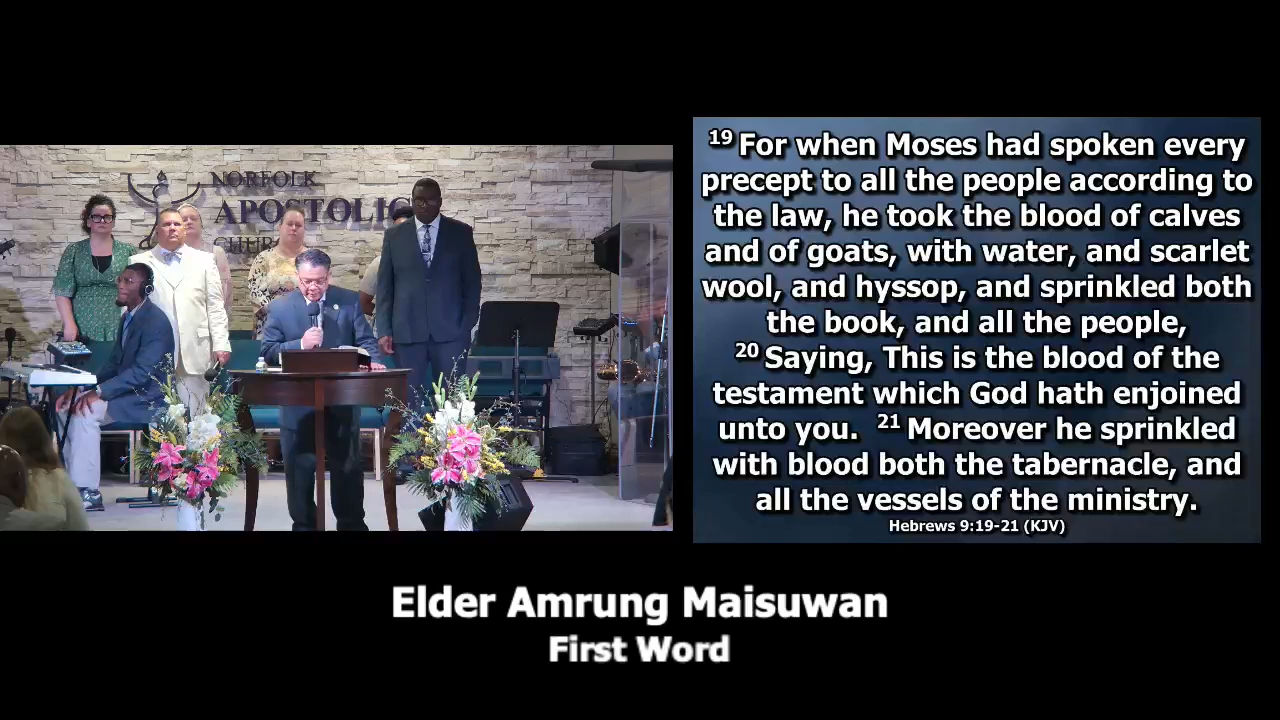 NORFOLK
APOSTOLIC
19 For when Moses had spoken every
precept to all the people according to
the law, he took the blood of calves
and of goats, with water, and scarlet
wool, and hyssop, and sprinkled both
the book, and all the people,
20 Saying, This is the blood of the
testament which God hath enjoined
unto you. 21 Moreover he sprinkled
with blood both the tabernacle, and
all the vessels of the ministry.
Hebrews 9:19-21 (KJV)
Elder Amrung Maisuwan
First Word